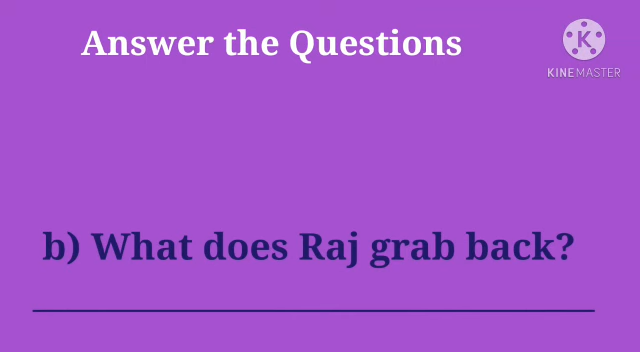 Answer the Questions
K
KINEMASTER
b) What does Raj grab back?